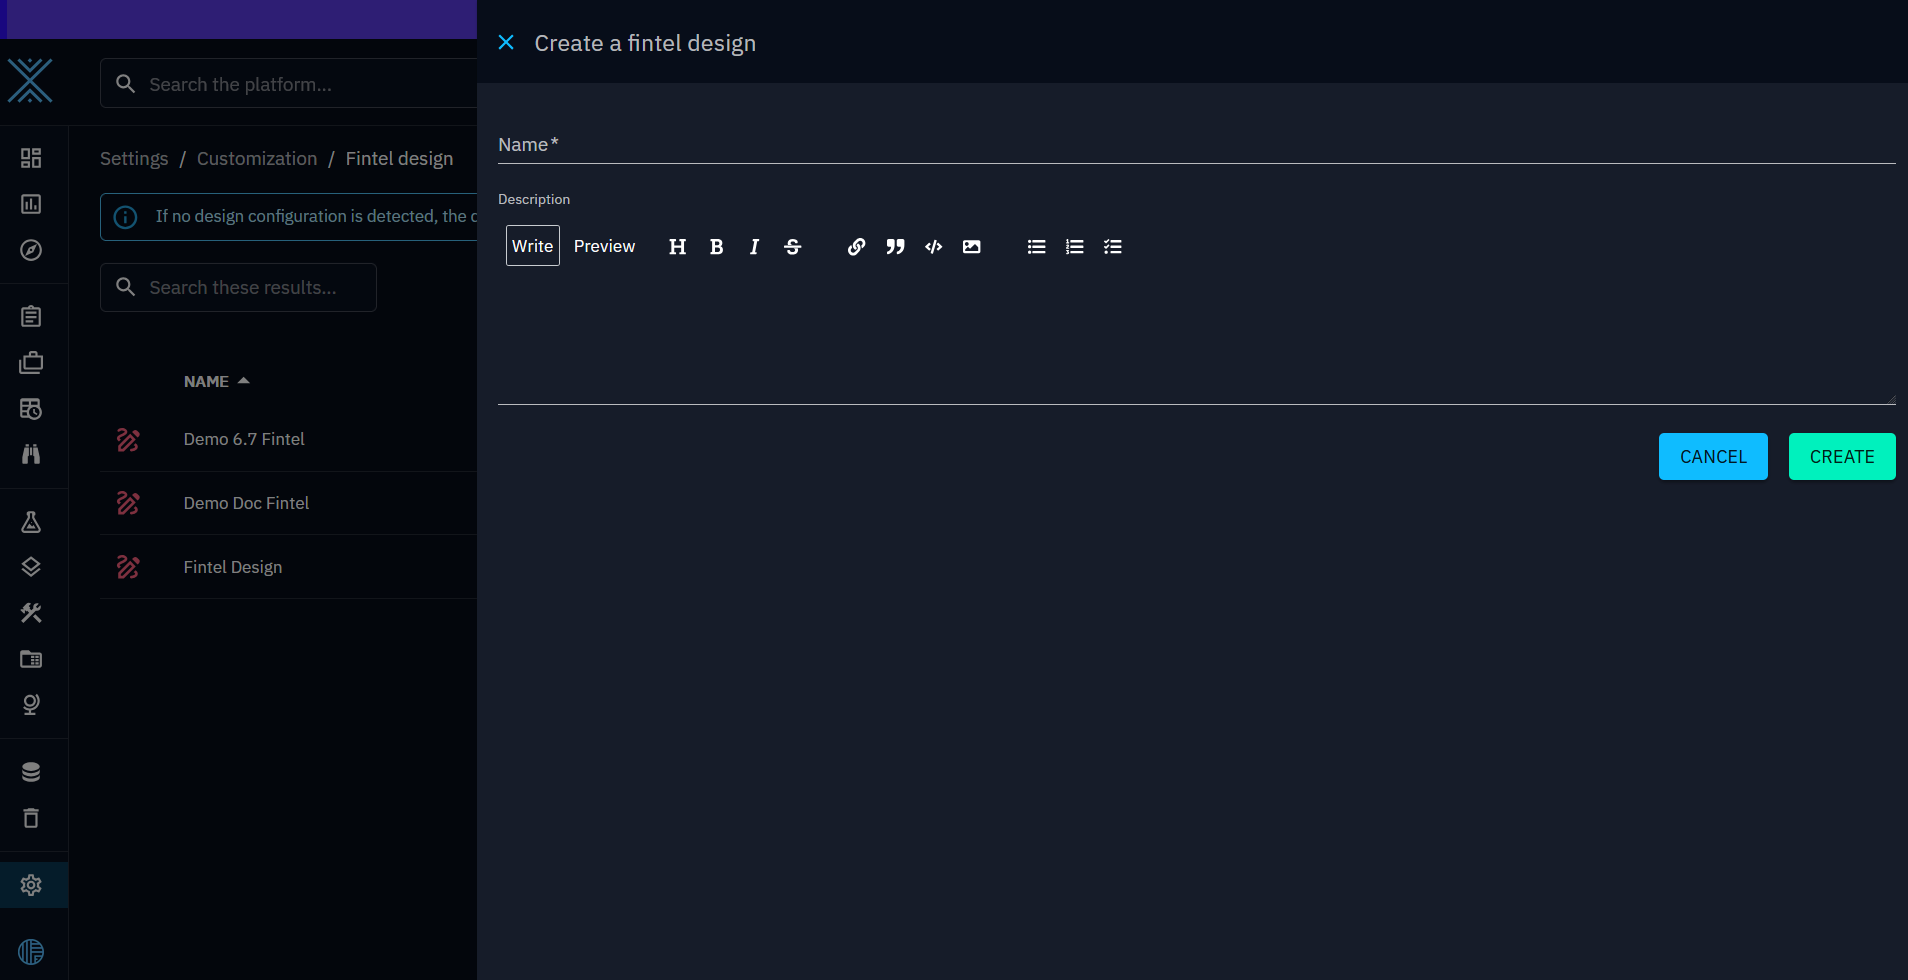 Create a fintel design
Search the platform...
Settings / Customization / Fintel design
If no design configuration is detected, the
Search these results...
NAME
Demo 6.7 Fintel
Demo Doc Fintel
Fintel Design
Name*
Description
Write Preview H B I S
CANCEL CREATE